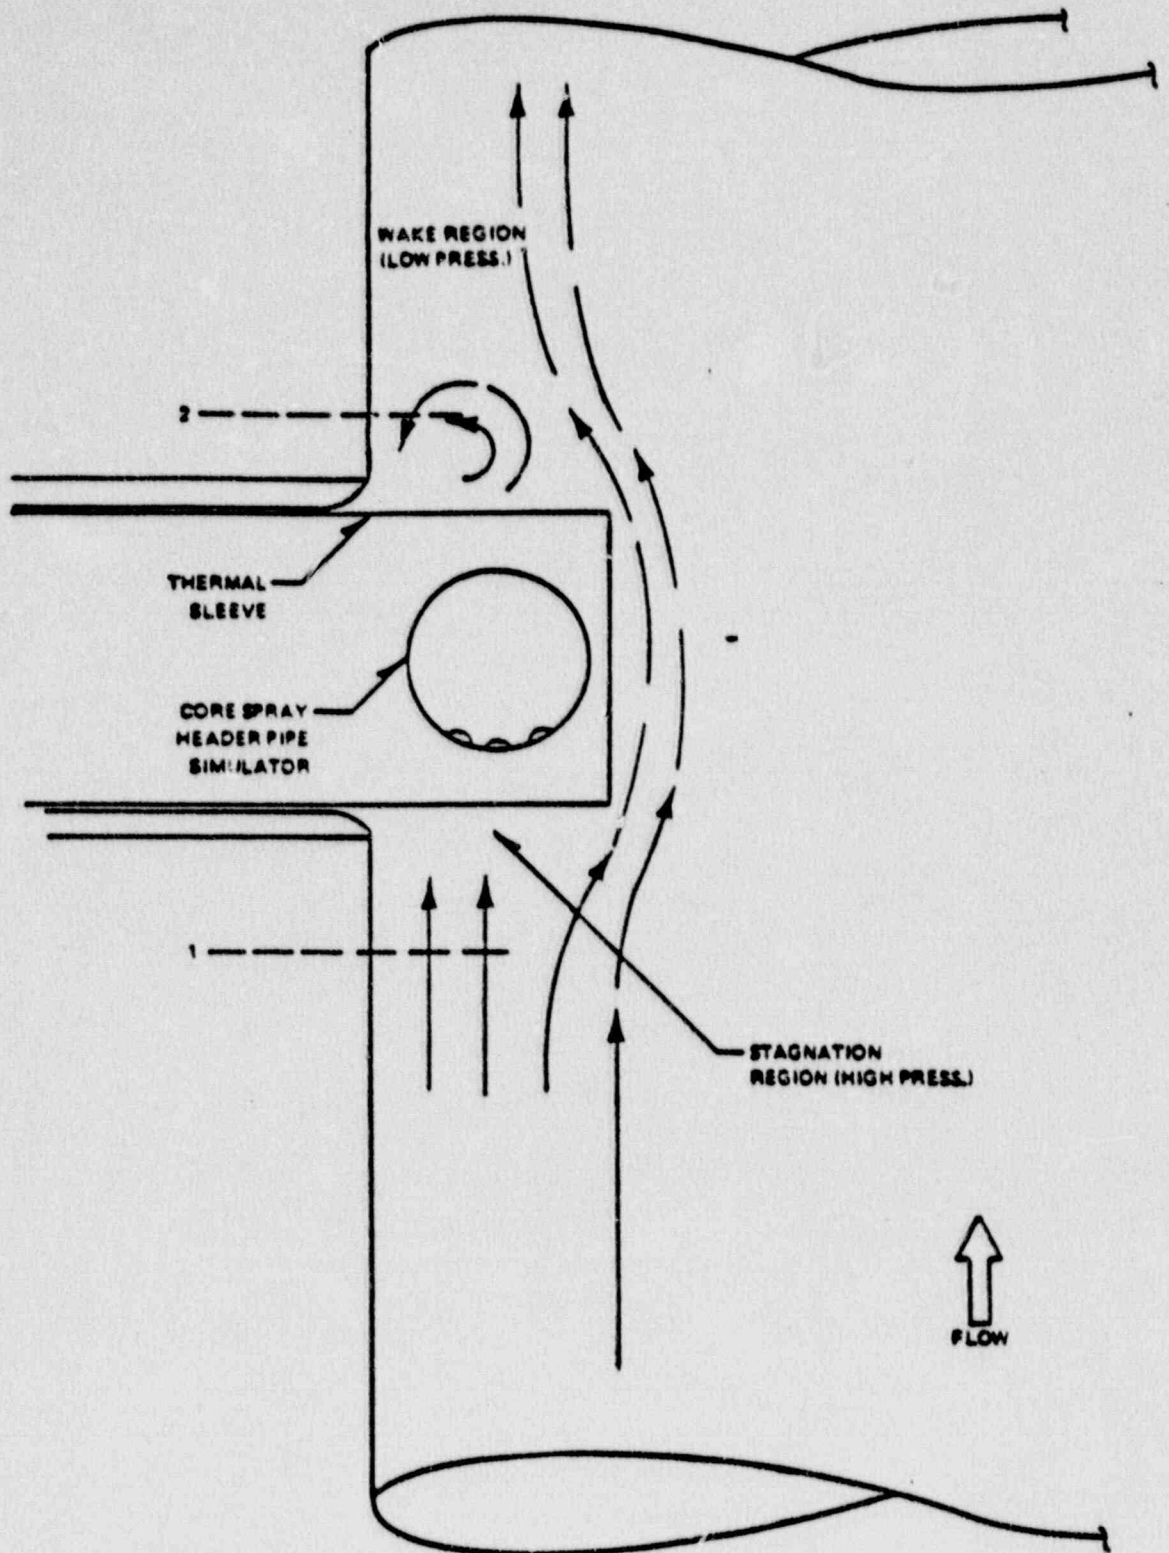 WAKE REGION
(LOW PRESS.)
2
THERMAL
SLEEVE
CORE SPRAY
HEADER PIPE
SIMULATOR
1
STAGNATION
REGION (HIGH PRESS.)
FLOW